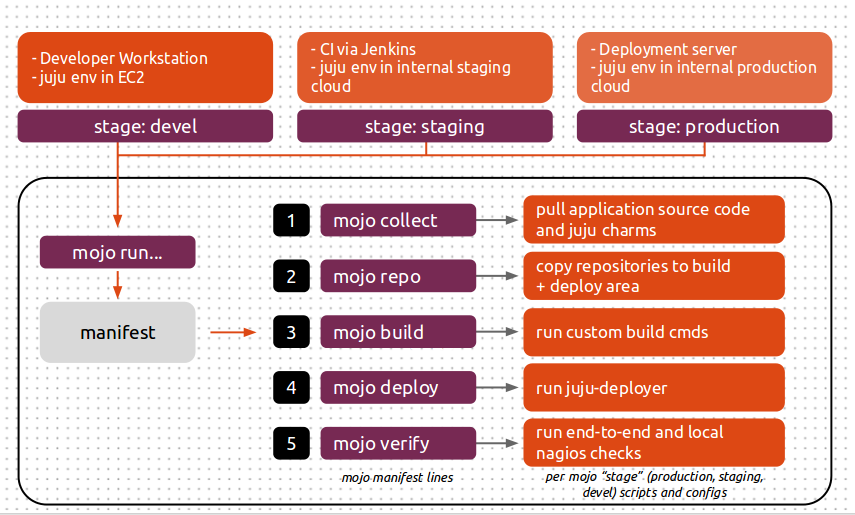 - Developer Workstation
- juju env in EC2
- CI via Jenkins
- juju env in internal staging
cloud
- Deployment server
- juju env in internal production
cloud
stage: devel
stage: staging
stage: production
mojo run...
manifest
1
mojo collect
pull application source code
and juju charms
2
mojo repo
copy repositories to build
+ deploy area
3
mojo build
run custom build cmds
4
mojo deploy
run juju-deployer
5
mojo verify
run end-to-end and local
nagios checks
mojo manifest lines
per mojo “stage” (production, staging,
devel) scripts and configs